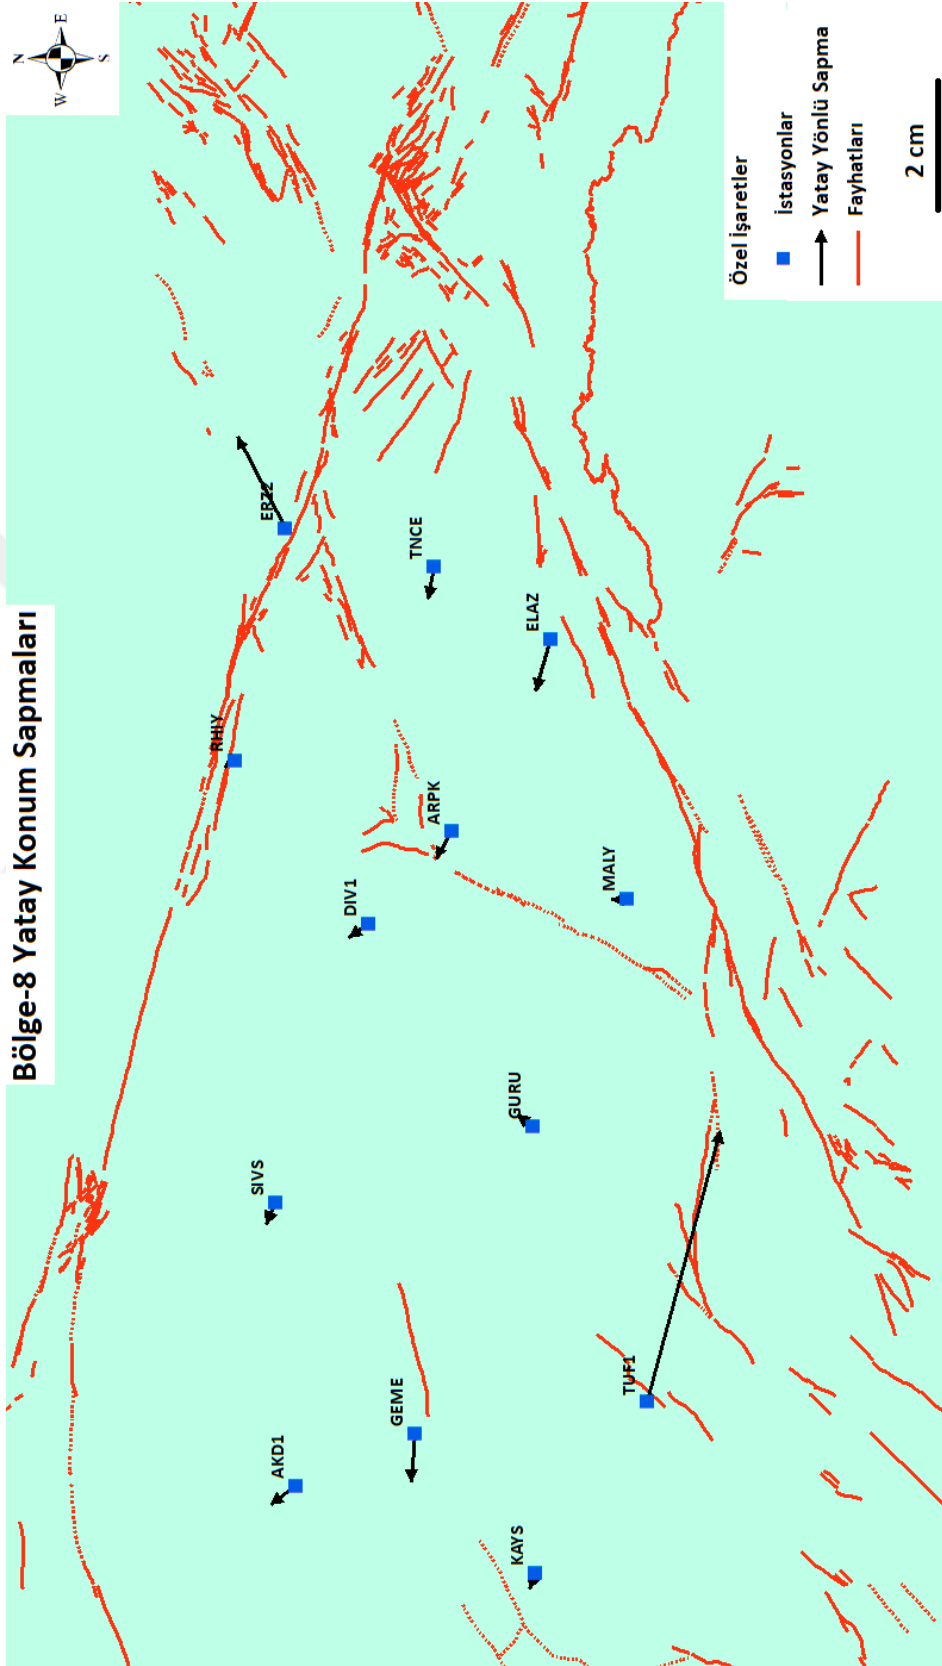 Bölge-8 Yatay Konum Sapmaları
N
W E
S
SIVS
AKD1
GEME
KAYS
TUF1
GURU
DIV1
RHIY
ARPK
MALY
ERZ2
TNCE
ELAZ
Özel İşaretler
İstasyonlar
Yatay Yönlü Sapma
Fayhatları
2 cm